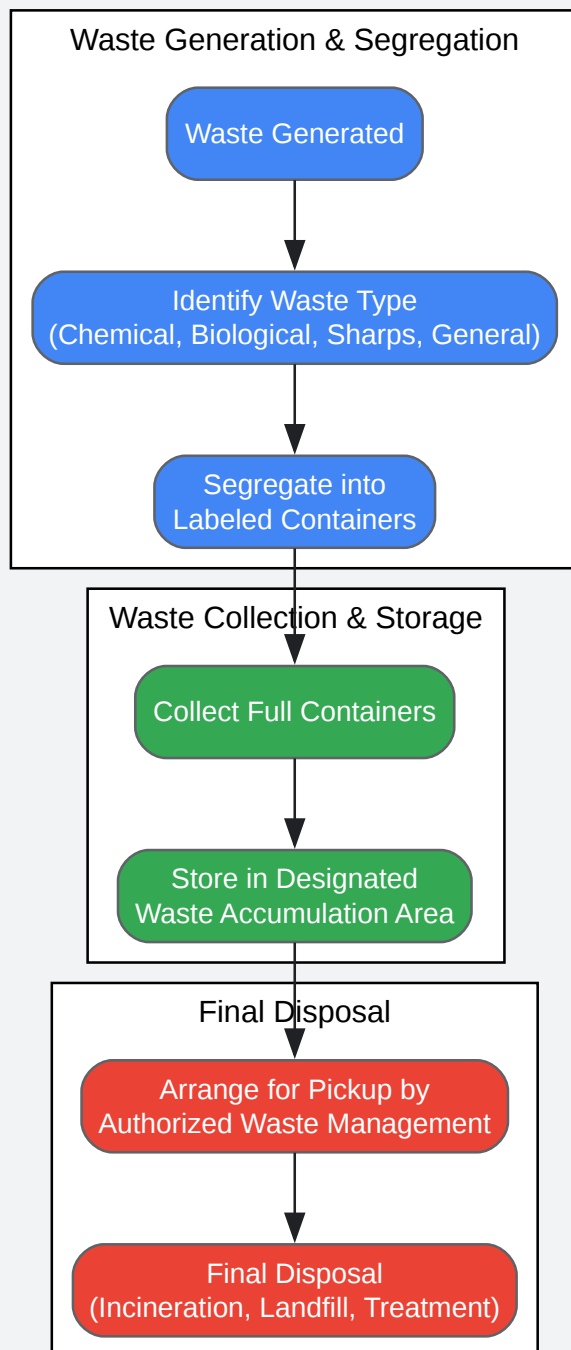 Waste Generation & Segregation
Waste Generated
Identify Waste Type
(Chemical, Biological, Sharps, General)
Segregate into
Labeled Containers
Waste Collection & Storage
Collect Full Containers
Store in Designated
Waste Accumulation Area
Final Disposal
Arrange for Pickup by
Authorized Waste Management
Final Disposal
(Incineration, Landfill, Treatment)